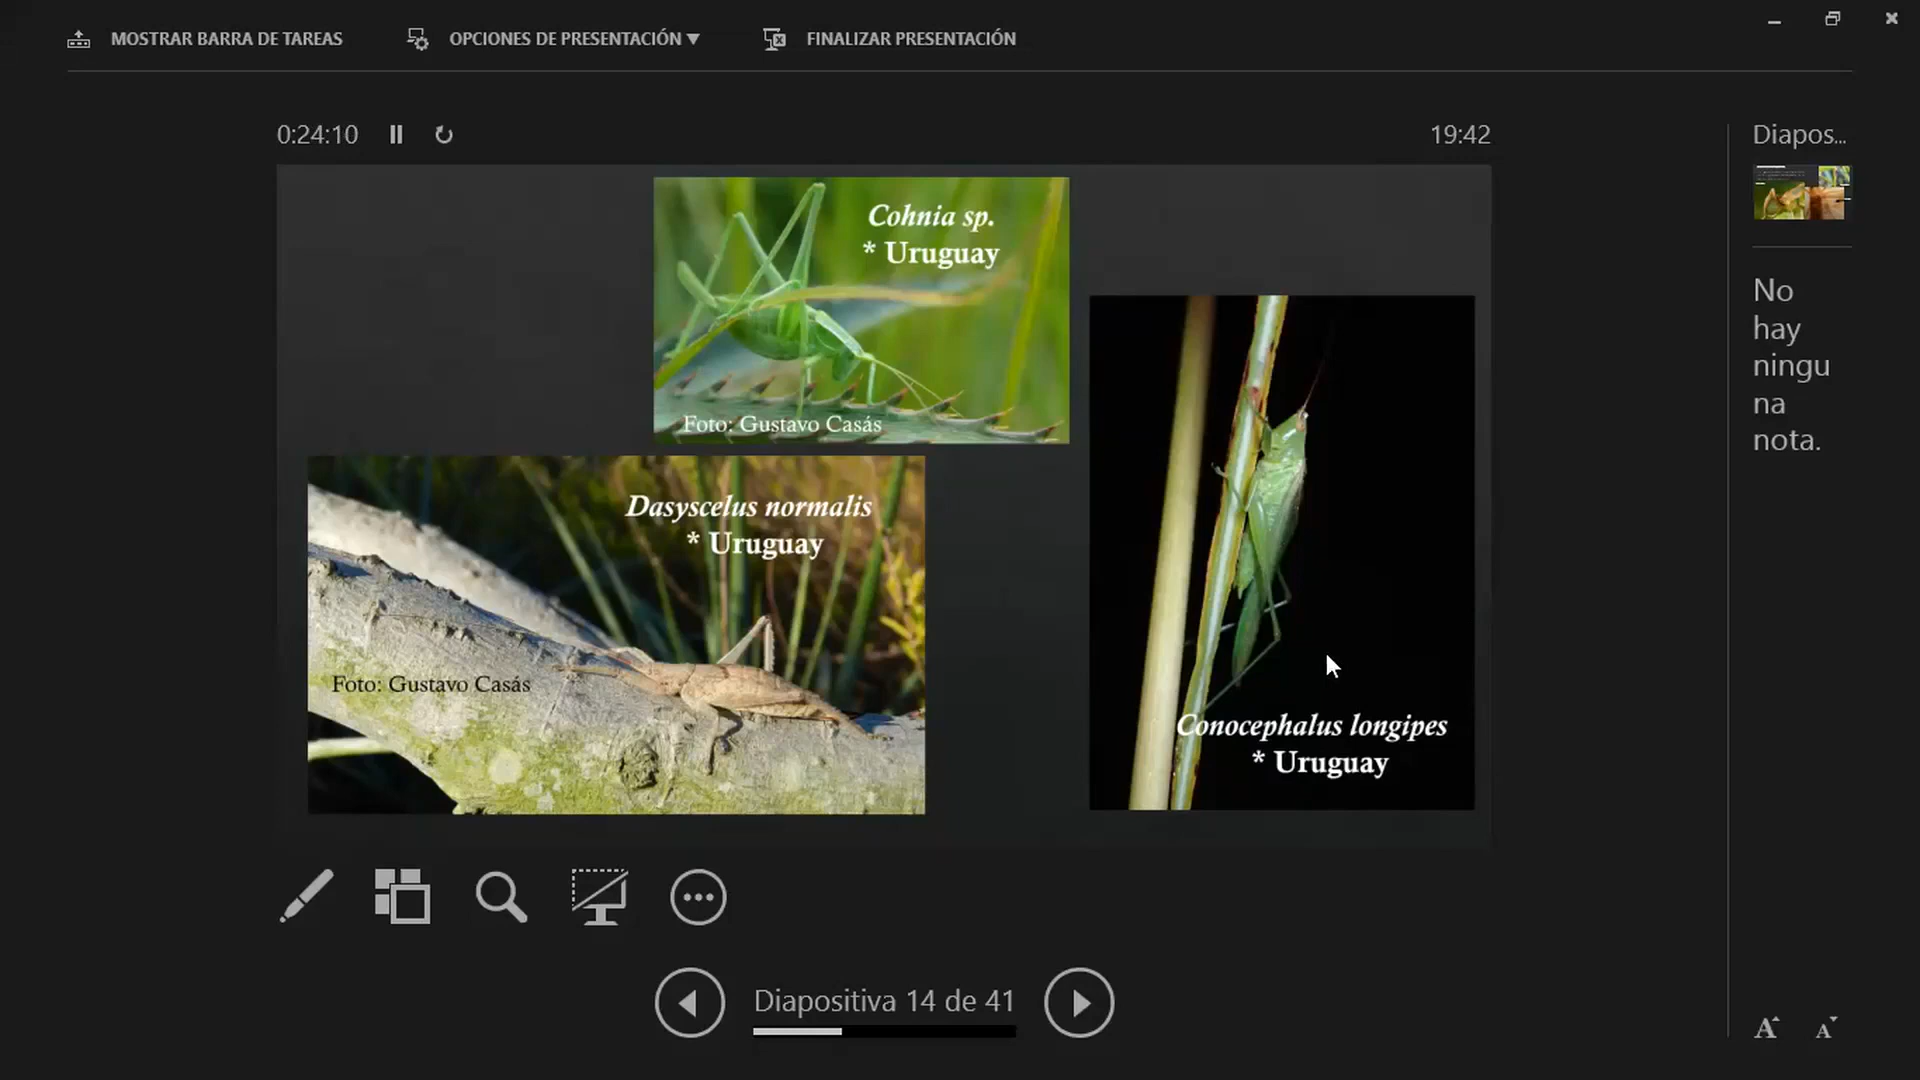 MOSTRAR BARRA DE TAREAS
OPCIONES DE PRESENTACIÓN
FINALIZAR PRESENTACIÓN
0:24:10
19:42
Cohnia sp.
* Uruguay
Foto: Gustavo Casás
Dasyscelus normalis
* Uruguay
Foto: Gustavo Casás
Conocephalus longipes
* Uruguay
Diapositiva 14 de 41
Diapos...
No
hay
ningu
na
nota.
A
A